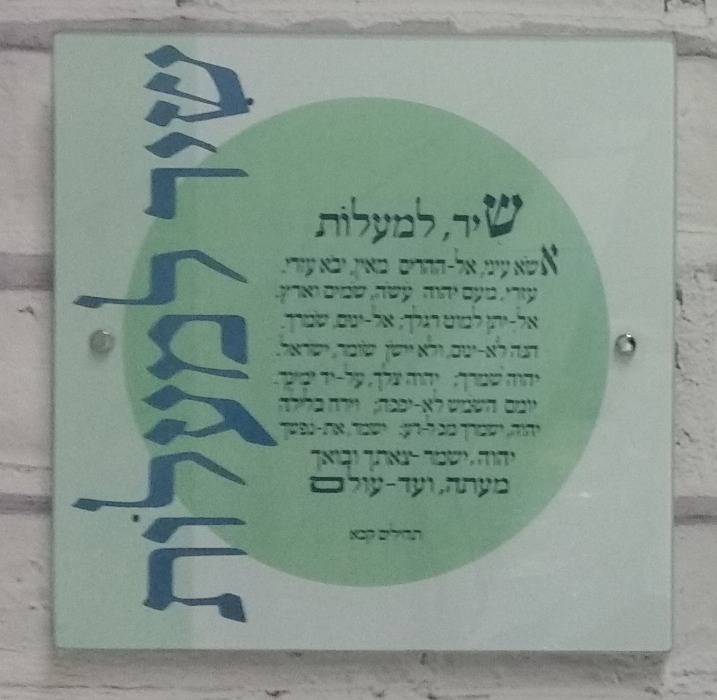 שיר למעלות
שיר, למעלות
אשא עיני, אל-ההרים מאין, יבא עזרי.
עזרי, מעם יהוה עשה, שמים וארץ.
אל-יתן למוט רגלך; אל-ינום, שמרך.
הנה לא-ינום, ולא יישן שומר, ישראל.
יהוה שמרך; יהוה צלך, על-יד ימינך.
יומם השמש לא-יככה; וירח בלילה
יהוה, ישמרך מכל-רע: ישמר, את-נפשך
יהוה, ישמר-צאתך ובואך
מעתה, ועד-עולם
תהילים קכא